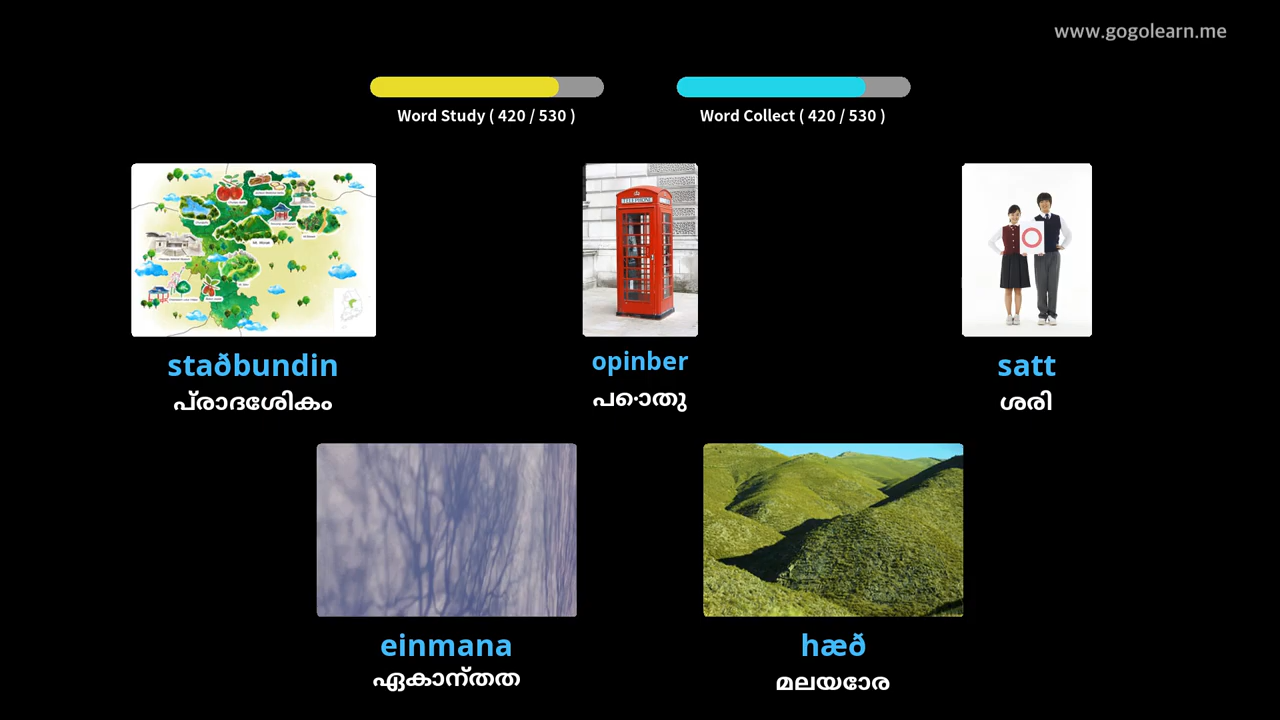 www.gogolearn.me
Word Study ( 420 / 530 )
Word Collect ( 420 / 530 )
TELEPHONE
staðbundin
opinber
satt
പ്രാദേശികം
പൊതു
ശരി
einmana
hæð
ഏകാന്തത
മലയോര